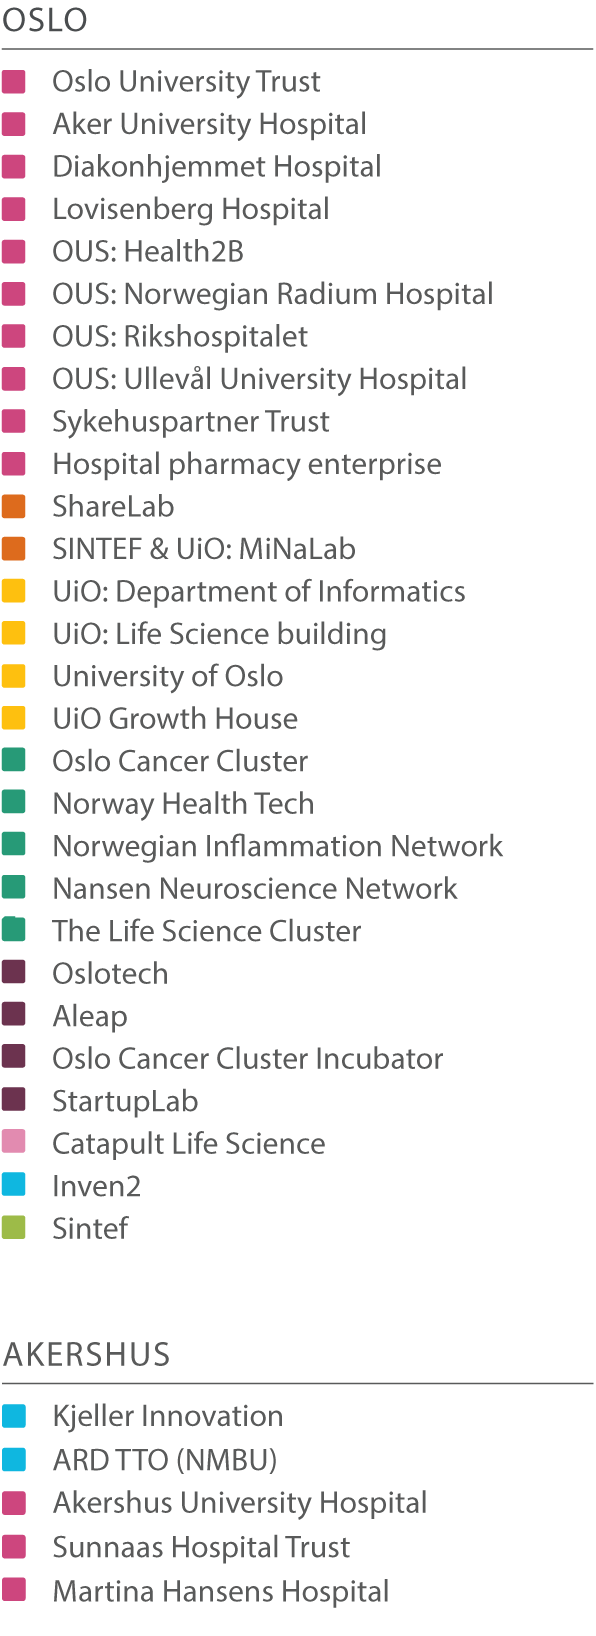 OSLO
Oslo University Trust
Aker University Hospital
Diakonhjemmet Hospital
Lovisenberg Hospital
OUS: Health2B
OUS: Norwegian Radium Hospital
OUS: Rikshospitalet
OUS: Ullevål University Hospital
Sykehuspartner Trust
Hospital pharmacy enterprise
ShareLab
SINTEF & UiO: MiNaLab
UiO: Department of Informatics
UiO: Life Science building
University of Oslo
UiO Growth House
Oslo Cancer Cluster
Norway Health Tech
Norwegian Inflammation Network
Nansen Neuroscience Network
The Life Science Cluster
Oslotech
Aleap
Oslo Cancer Cluster Incubator
StartupLab
Catapult Life Science
Inven2
Sintef
AKERSHUS
Kjeller Innovation
ARD TTO (NMBU)
Akershus University Hospital
Sunnaas Hospital Trust
Martina Hansens Hospital